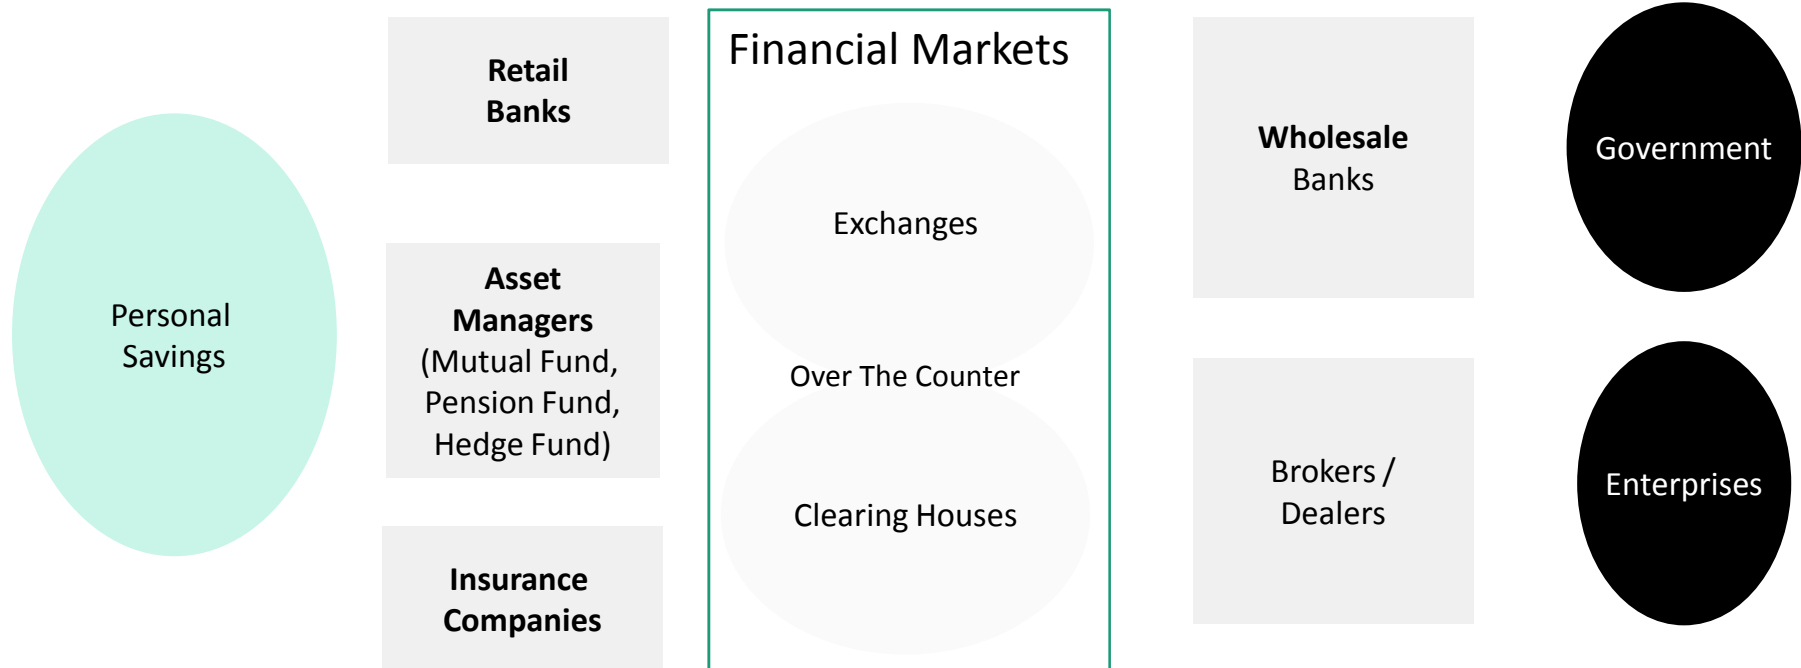 Personal
Savings
Retail
Banks
Asset
Managers
(Mutual Fund,
Pension Fund,
Hedge Fund)
Insurance
Companies
Financial Markets
Exchanges
Over The Counter
Clearing Houses
Wholesale
Banks
Brokers /
Dealers
Government
Enterprises